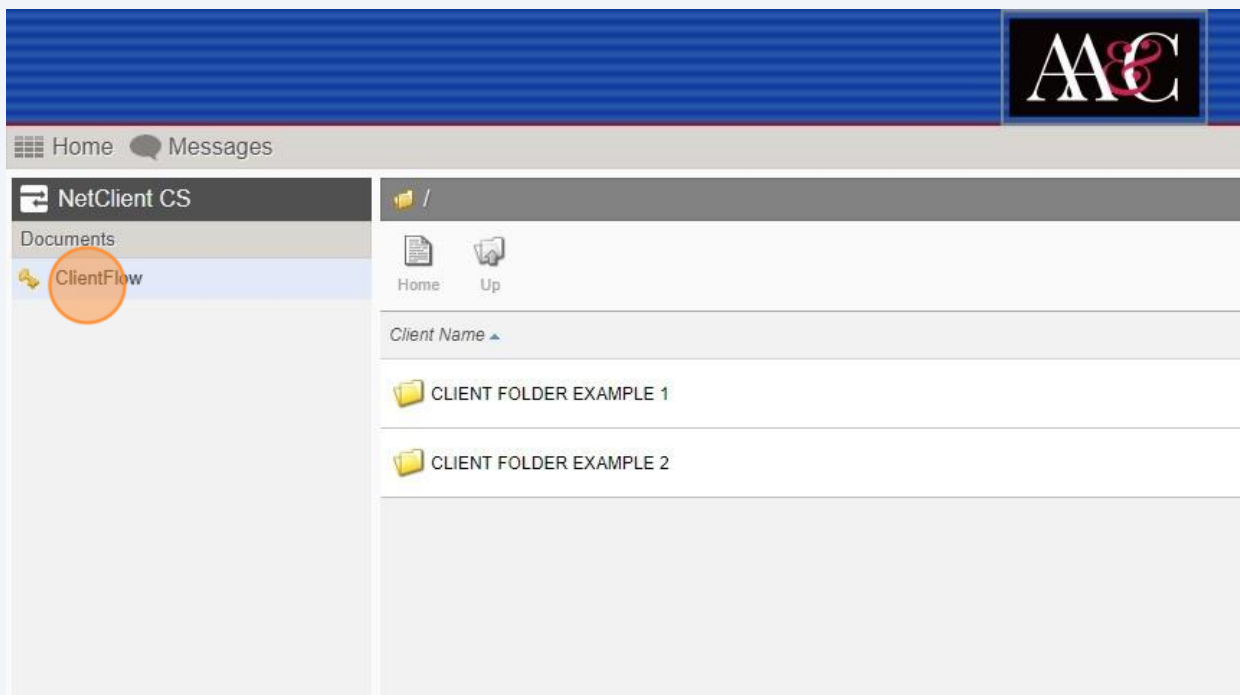 AA&C
Home Messages
NetClient CS
/
Documents
ClientFlow
Home Up
Client Name
CLIENT FOLDER EXAMPLE 1
CLIENT FOLDER EXAMPLE 2